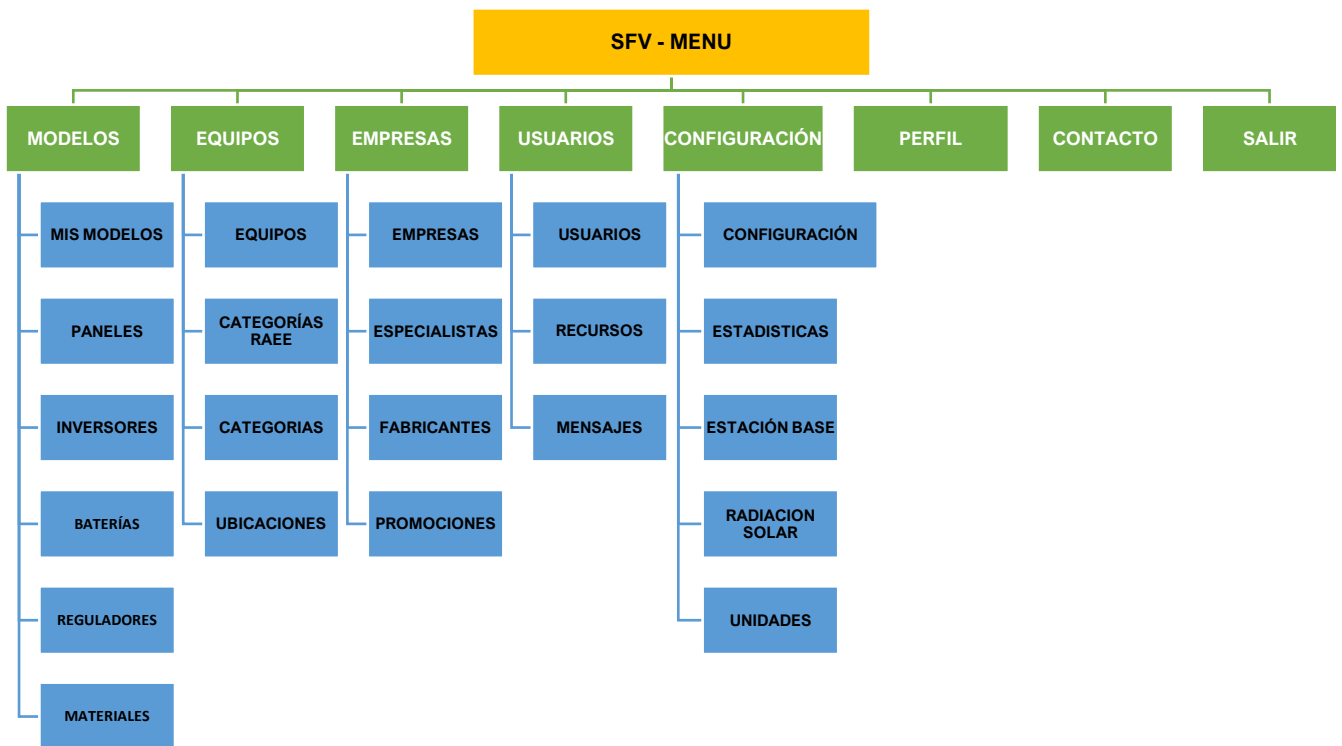 SFV - MENU
MODELOS
EQUIPOS
EMPRESAS
USUARIOS
CONFIGURACIÓN
PERFIL
CONTACTO
SALIR
MIS MODELOS
PANELES
INVERSORES
BATERÍAS
REGULADORES
MATERIALES
EQUIPOS
CATEGORÍAS
RAEE
CATEGORIAS
UBICACIONES
EMPRESAS
ESPECIALISTAS
FABRICANTES
PROMOCIONES
USUARIOS
RECURSOS
MENSAJES
CONFIGURACIÓN
ESTADISTICAS
ESTACIÓN BASE
RADIACION
SOLAR
UNIDADES